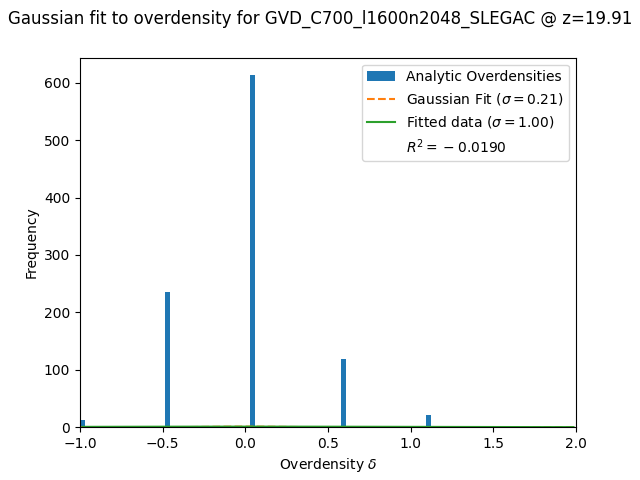 Gaussian fit to overdensity for GVD_C700_l1600n2048_SLEGAC @ z=19.91
Analytic Overdensities
Gaussian Fit (σ = 0.21)
Fitted data (σ = 1.00)
R² = −0.0190
Frequency
600
500
400
300
200
100
0
−1.0 −0.5 0.0 0.5 1.0 1.5 2.0
Overdensity δ